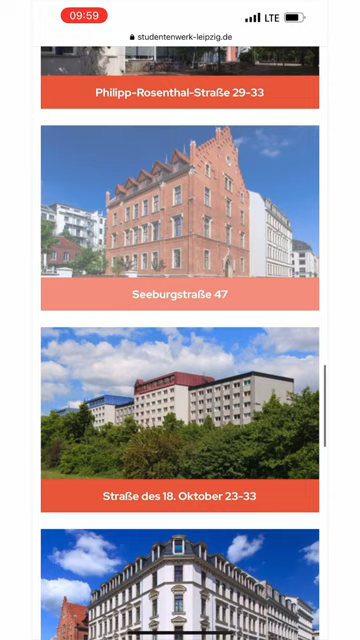 09:59
LTE
studentenwerk-leipzig.de
Philipp-Rosenthal-Straße 29-33
Seeburgstraße 47
Straße des 18. Oktober 23-33